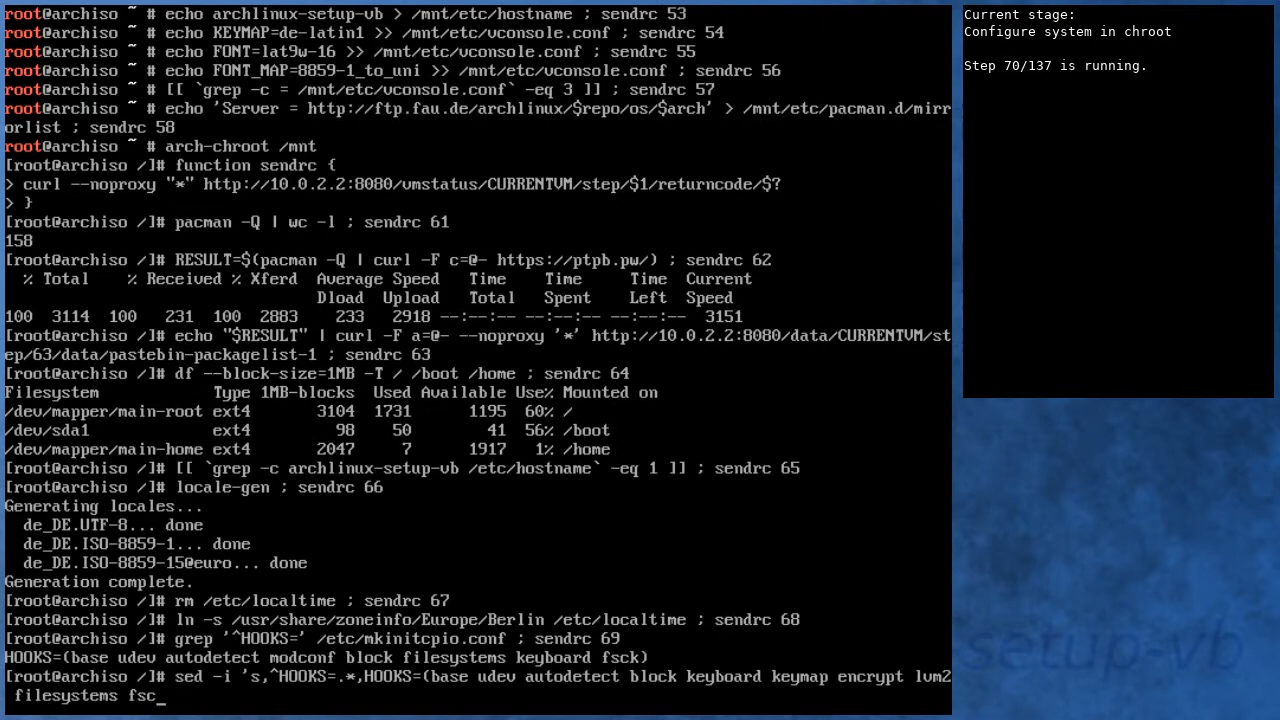 root@archiso ~ # echo archlinux-setup-vb > /mnt/etc/hostname ; sendrc 53
root@archiso ~ # echo KEYMAP=de-latin1 >> /mnt/etc/vconsole.conf ; sendrc 54
root@archiso ~ # echo FONT=lat9w-16 >> /mnt/etc/vconsole.conf ; sendrc 55
root@archiso ~ # echo FONT_MAP=8859-1_to_uni >> /mnt/etc/vconsole.conf ; sendrc 56
root@archiso ~ # [[ `grep -c = /mnt/etc/vconsole.conf` -eq 3 ]] ; sendrc 57
root@archiso ~ # echo 'Server = http://ftp.fau.de/archlinux/$repo/os/$arch' > /mnt/etc/pacman.d/mirr
orlist ; sendrc 58
root@archiso ~ # arch-chroot /mnt
[root@archiso /]# function sendrc {
> curl --noproxy "*" http://10.0.2.2:8080/vmstatus/CURRENTVM/step/$1/returncode/$?
> }
[root@archiso /]# pacman -Q | wc -l ; sendrc 61
158
[root@archiso /]# RESULT=$(pacman -Q | curl -F c=@- https://ptpb.pw/) ; sendrc 62
  % Total    % Received % Xferd  Average Speed   Time    Time     Time  Current
                                 Dload  Upload   Total   Spent    Left  Speed
100  3114  100   231  100  2883    233   2918 --:--:-- --:--:-- --:--:--  3151
[root@archiso /]# echo "$RESULT" | curl -F a=@- --noproxy '*' http://10.0.2.2:8080/data/CURRENTVM/st
ep/63/data/pastebin-packagelist-1 ; sendrc 63
[root@archiso /]# df --block-size=1MB -T / /boot /home ; sendrc 64
Filesystem            Type 1MB-blocks  Used Available Use% Mounted on
/dev/mapper/main-root ext4       3104  1731      1195  60% /
/dev/sda1             ext4         98    50        41  56% /boot
/dev/mapper/main-home ext4       2047     7      1917   1% /home
[root@archiso /]# [[ `grep -c archlinux-setup-vb /etc/hostname` -eq 1 ]] ; sendrc 65
[root@archiso /]# locale-gen ; sendrc 66
Generating locales...
  de_DE.UTF-8... done
  de_DE.ISO-8859-1... done
  de_DE.ISO-8859-15@euro... done
Generation complete.
[root@archiso /]# rm /etc/localtime ; sendrc 67
[root@archiso /]# ln -s /usr/share/zoneinfo/Europe/Berlin /etc/localtime ; sendrc 68
[root@archiso /]# grep '^HOOKS=' /etc/mkinitcpio.conf ; sendrc 69
HOOKS=(base udev autodetect modconf block filesystems keyboard fsck)
[root@archiso /]# sed -i 's,^HOOKS=.*,HOOKS=(base udev autodetect block keyboard keymap encrypt lvm2
 filesystems fsc_
Current stage:
Configure system in chroot
Step 70/137 is running.
setup-vb